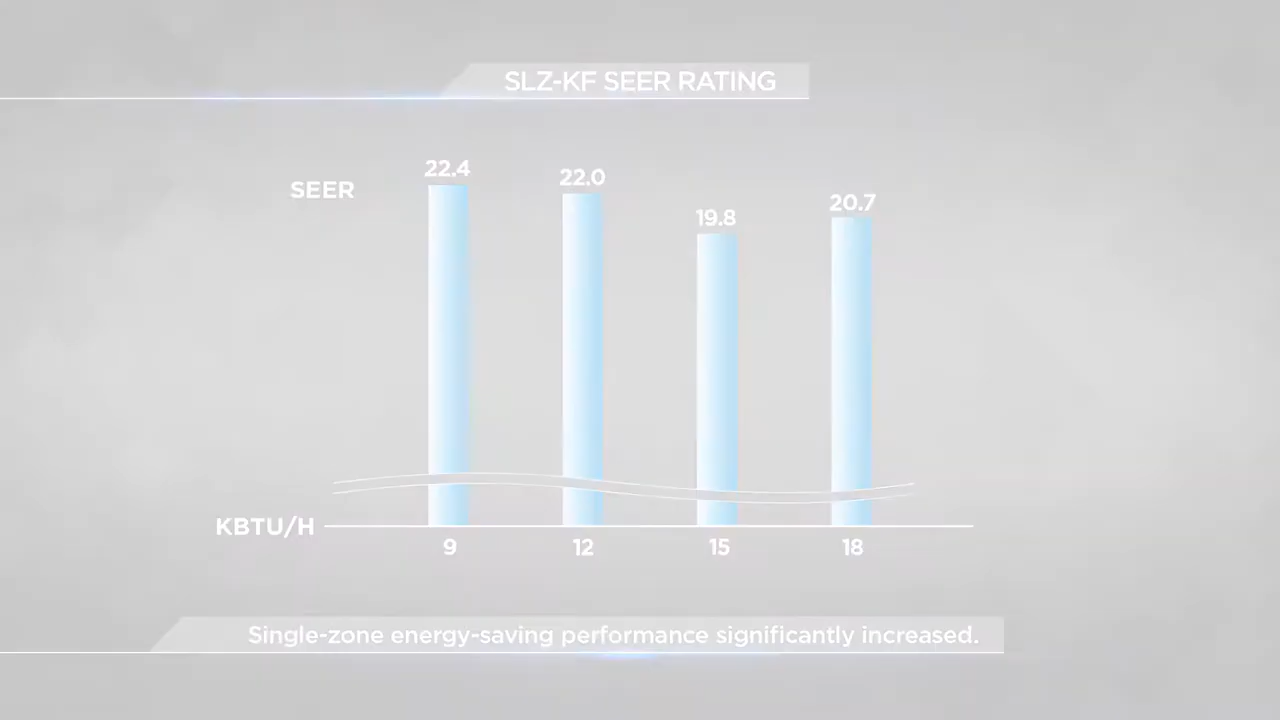 SLZ-KF SEER RATING
SEER
22.4
22.0
19.8
20.7
KBTU/H
9
12
15
18
Single-zone energy-saving performance significantly increased.